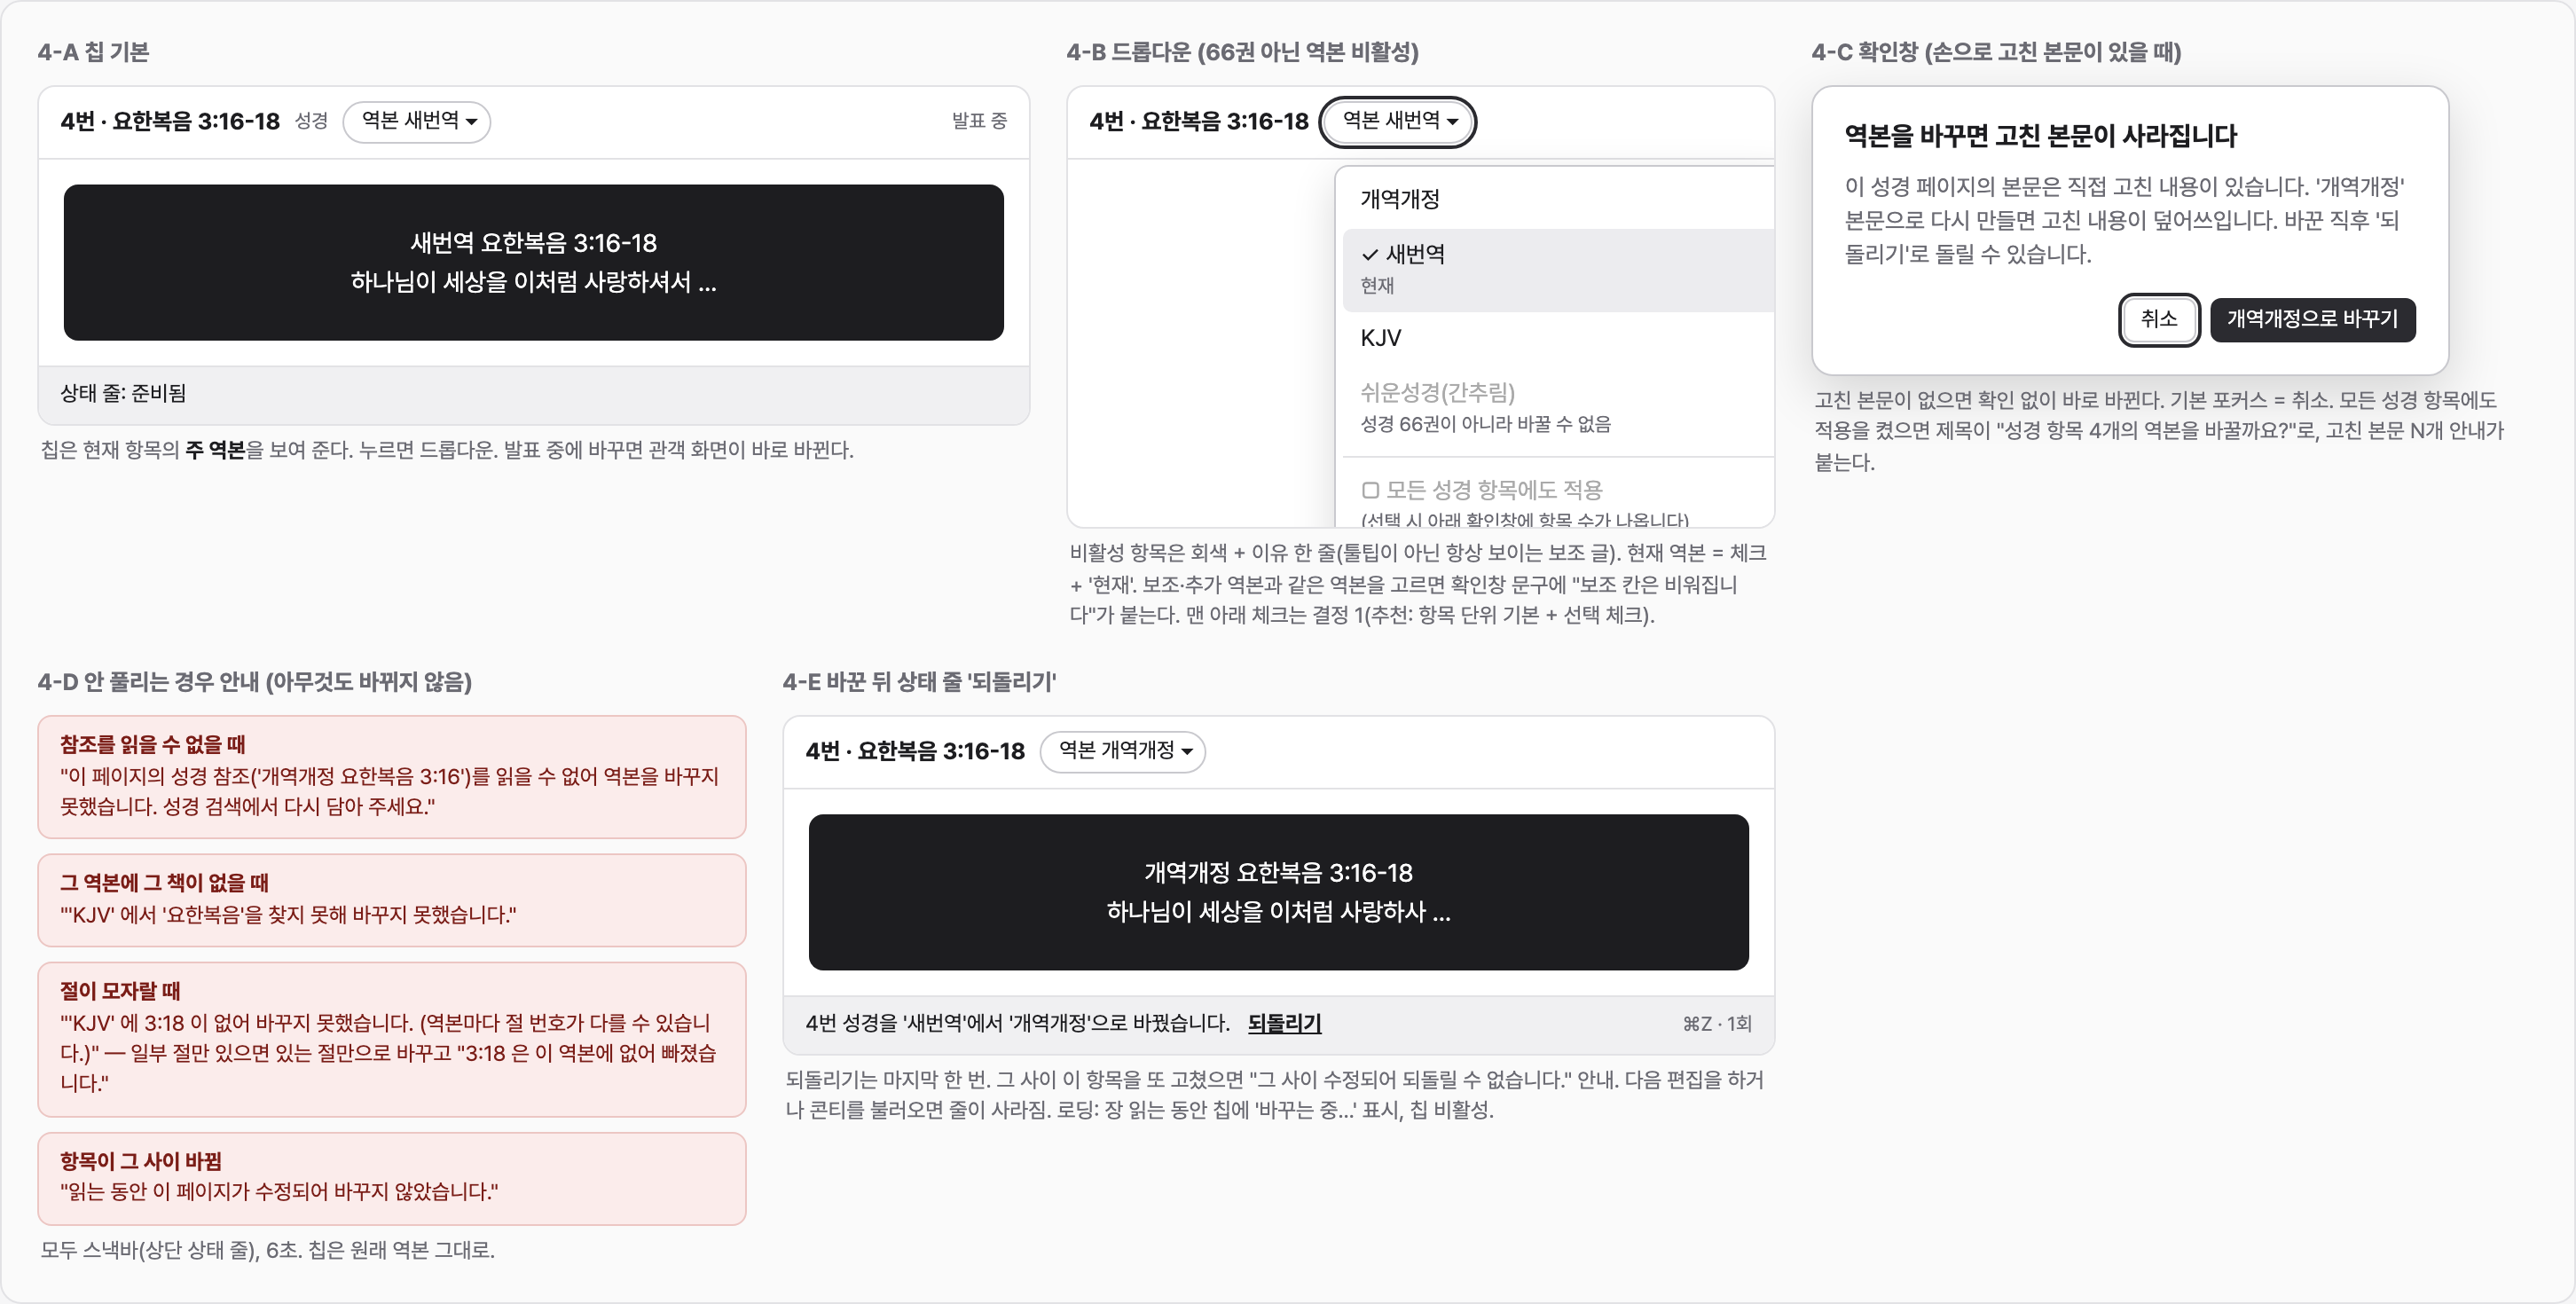 4-A 칩 기본
4번 · 요한복음 3:16-18 성경 역본 새번역 발표 중
새번역 요한복음 3:16-18
하나님이 세상을 이처럼 사랑하셔서 ...
상태 줄: 준비됨
칩은 현재 항목의 주 역본을 보여 준다. 누르면 드롭다운. 발표 중에 바꾸면 관객 화면이 바로 바뀐다.
4-B 드롭다운 (66권 아닌 역본 비활성)
4번 · 요한복음 3:16-18 역본 새번역
개역개정
✓ 새번역
현재
KJV
쉬운성경(간추림)
성경 66권이 아니라 바꿀 수 없음
모든 성경 항목에도 적용
(선택 시 아래 확인창에 항목 수가 나옵니다)
비활성 항목은 회색 + 이유 한 줄(툴팁이 아닌 항상 보이는 보조 글). 현재 역본 = 체크
+ '현재'. 보조·추가 역본과 같은 역본을 고르면 확인창 문구에 "보조 칸은 비워집니
다"가 붙는다. 맨 아래 체크는 결정 1(추천: 항목 단위 기본 + 선택 체크).
4-C 확인창 (손으로 고친 본문이 있을 때)
역본을 바꾸면 고친 본문이 사라집니다
이 성경 페이지의 본문은 직접 고친 내용이 있습니다. '개역개정'
본문으로 다시 만들면 고친 내용이 덮어쓰입니다. 바꾼 직후 '되
돌리기'로 돌릴 수 있습니다.
취소 개역개정으로 바꾸기
고친 본문이 없으면 확인 없이 바로 바뀐다. 기본 포커스 = 취소. 모든 성경 항목에도
적용을 켰으면 제목이 "성경 항목 4개의 역본을 바꿀까요?"로, 고친 본문 N개 안내가
붙는다.
4-D 안 풀리는 경우 안내 (아무것도 바뀌지 않음)
참조를 읽을 수 없을 때
"이 페이지의 성경 참조('개역개정 요한복음 3:16')를 읽을 수 없어 역본을 바꾸지
못했습니다. 성경 검색에서 다시 담아 주세요."
그 역본에 그 책이 없을 때
"'KJV' 에서 '요한복음'을 찾지 못해 바꾸지 못했습니다."
절이 모자랄 때
"'KJV' 에 3:18 이 없어 바꾸지 못했습니다. (역본마다 절 번호가 다를 수 있습니
다.)" — 일부 절만 있으면 있는 절만으로 바꾸고 "3:18 은 이 역본에 없어 빠졌습
니다."
항목이 그 사이 바뀜
"읽는 동안 이 페이지가 수정되어 바꾸지 않았습니다."
모두 스낵바(상단 상태 줄), 6초. 칩은 원래 역본 그대로.
4-E 바꾼 뒤 상태 줄 '되돌리기'
4번 · 요한복음 3:16-18 역본 개역개정
개역개정 요한복음 3:16-18
하나님이 세상을 이처럼 사랑하사 ...
4번 성경을 '새번역'에서 '개역개정'으로 바꿨습니다. 되돌리기 ⌘Z · 1회
되돌리기는 마지막 한 번. 그 사이 이 항목을 또 고쳤으면 "그 사이 수정되어 되돌릴 수 없습니다." 안내. 다음 편집을 하거
나 콘티를 불러오면 줄이 사라짐. 로딩: 장 읽는 동안 칩에 '바꾸는 중...' 표시, 칩 비활성.